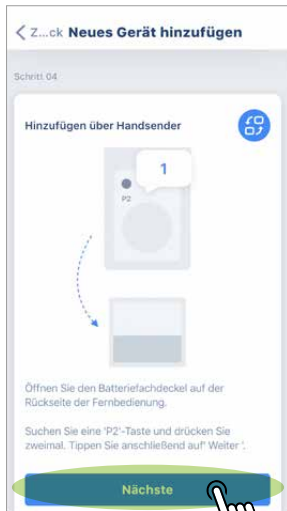 Z...ck Neues Gerät hinzufügen
Schritt 04
Hinzufügen über Handsender
1
P2
Öffnen Sie den Batteriefachdeckel auf der
Rückseite der Fernbedienung.
Suchen Sie eine 'P2'-Taste und drücken Sie
zweimal. Tippen Sie anschließend auf' Weiter '.
Nächste